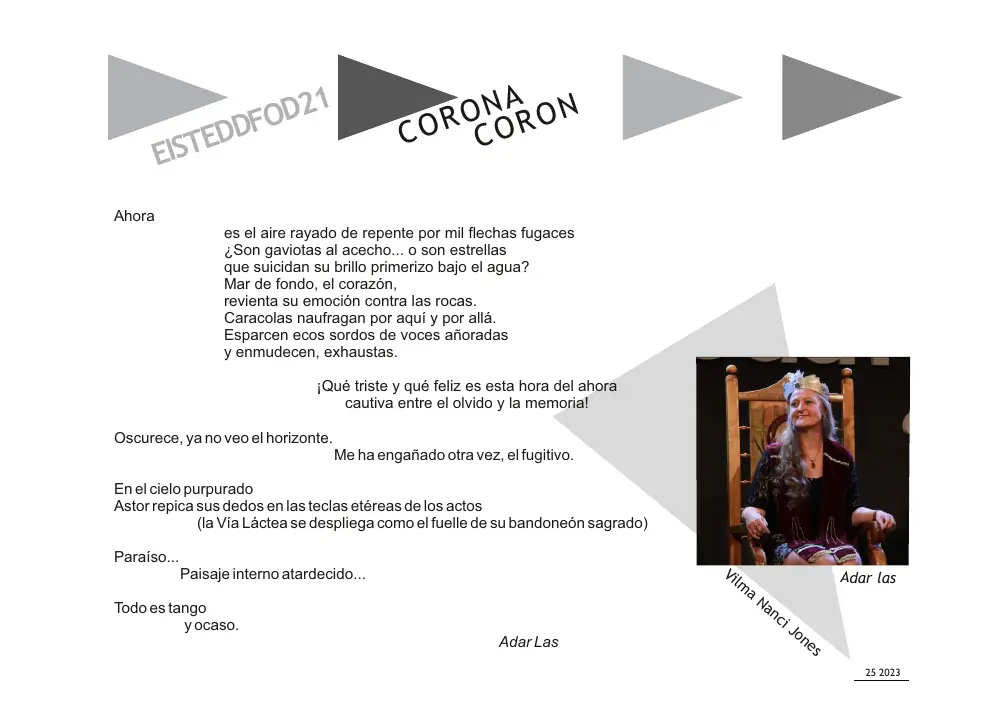 EISTEDDFOD21
CORONA
CORON
Ahora
es el aire rayado de repente por mil flechas fugaces
¿Son gaviotas al acecho... o son estrellas
que suicidan su brillo primerizo bajo el agua?
Mar de fondo, el corazón,
revienta su emoción contra las rocas.
Caracolas naufragan por aquí y por allá.
Esparcen ecos sordos de voces añoradas
y enmudecen, exhaustas.
¡Qué triste y qué feliz es esta hora del ahora
cautiva entre el olvido y la memoria!
Oscurece, ya no veo el horizonte.
Me ha engañado otra vez, el fugitivo.
En el cielo purpurado
Astor repica sus dedos en las teclas etéreas de los actos
(la Vía Láctea se despliega como el fuelle de su bandoneón sagrado)
Paraíso...
Paisaje interno atardecido...
Todo es tango
y ocaso.
Adar Las
Adar las
Vilma Nanci Jones
25 2023